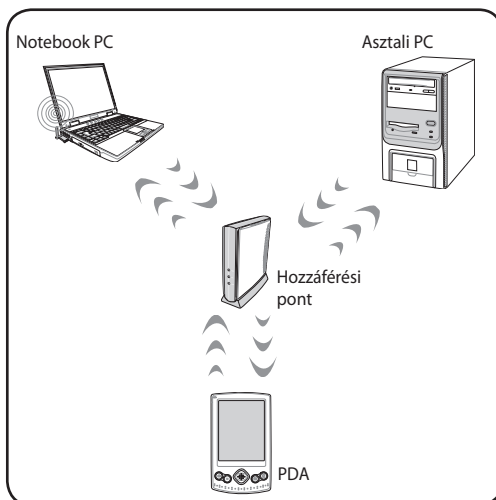 Notebook PC
Asztali PC
Hozzáférési
pont
PDA